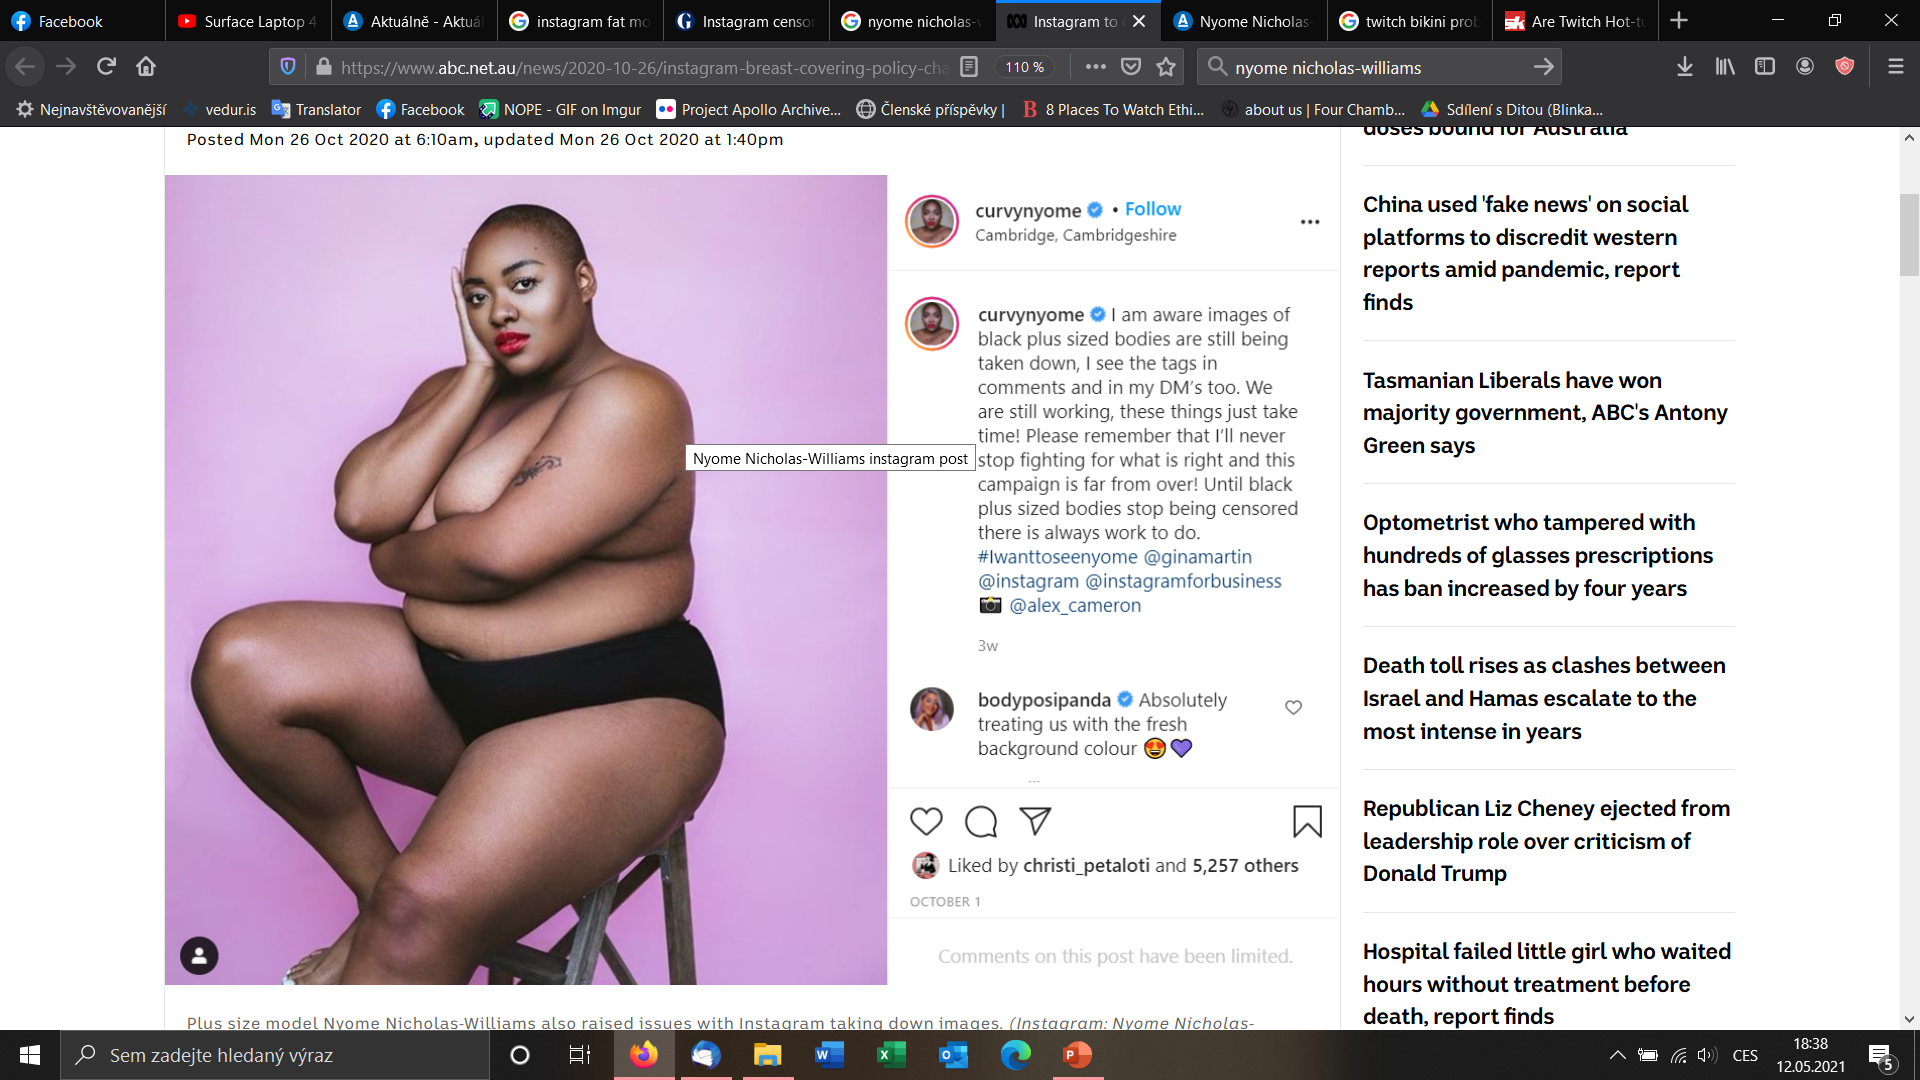 Facebook
Surface Laptop 4
Aktuálně - Aktuál
instagram fat mo
Instagram censor
nyome nicholas-w
Instagram to
Nyome Nicholas-
twitch bikini prob
Are Twitch Hot-tu
https://www.abc.net.au/news/2020-10-26/instagram-breast-covering-policy-cha
110 %
nyome nicholas-williams
Nejnavštěvovanější
vedur.is
Translator
Facebook
NOPE - GIF on Imgur
Project Apollo Archive...
Členské příspěvky |
8 Places To Watch Ethi...
about us | Four Chamb...
Sdílení s Ditou (Blinka...
Posted Mon 26 Oct 2020 at 6:10am, updated Mon 26 Oct 2020 at 1:40pm
curvynyome • Follow
Cambridge, Cambridgeshire
curvynyome I am aware images of
black plus sized bodies are still being
taken down, I see the tags in
comments and in my DM's too. We
are still working, these things just take
time! Please remember that I'll never
stop fighting for what is right and this
campaign is far from over! Until black
plus sized bodies stop being censored
there is always work to do.
#Iwanttoseenyome @ginamartin
@instagram @instagramforbusiness
📷 @alex_cameron
3w
Nyome Nicholas-Williams instagram post
bodyposipanda Absolutely
treating us with the fresh
background colour 😍💜
Liked by christi_petaloti and 5,257 others
OCTOBER 1
Comments on this post have been limited.
Plus size model Nyome Nicholas-Williams also raised issues with Instagram taking down images. (Instagram: Nyome Nicholas-
doses bound for Australia
China used 'fake news' on social
platforms to discredit western
reports amid pandemic, report
finds
Tasmanian Liberals have won
majority government, ABC's Antony
Green says
Optometrist who tampered with
hundreds of glasses prescriptions
has ban increased by four years
Death toll rises as clashes between
Israel and Hamas escalate to the
most intense in years
Republican Liz Cheney ejected from
leadership role over criticism of
Donald Trump
Hospital failed little girl who waited
hours without treatment before
death, report finds
Sem zadejte hledaný výraz
CES
18:38
12.05.2021
5